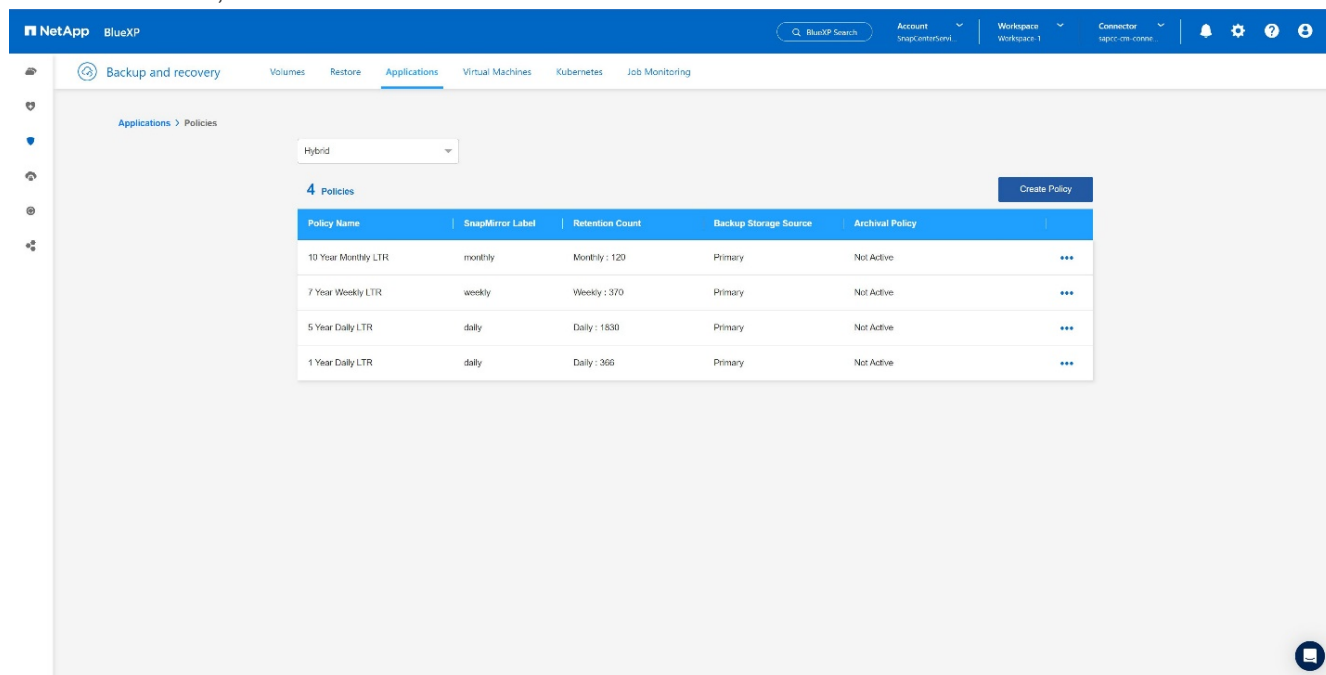 NetApp BlueXP BlueXP Search Account Workspace Connector
SnapCenterServi... Workspace-1 sapcc-cm-conne...
Backup and recovery Volumes Restore Applications Virtual Machines Kubernetes Job Monitoring
Applications > Policies
Hybrid
4 Policies Create Policy
Policy Name SnapMirror Label Retention Count Backup Storage Source Archival Policy
10 Year Monthly LTR monthly Monthly : 120 Primary Not Active
7 Year Weekly LTR weekly Weekly : 370 Primary Not Active
5 Year Daily LTR daily Daily : 1830 Primary Not Active
1 Year Daily LTR daily Daily : 366 Primary Not Active